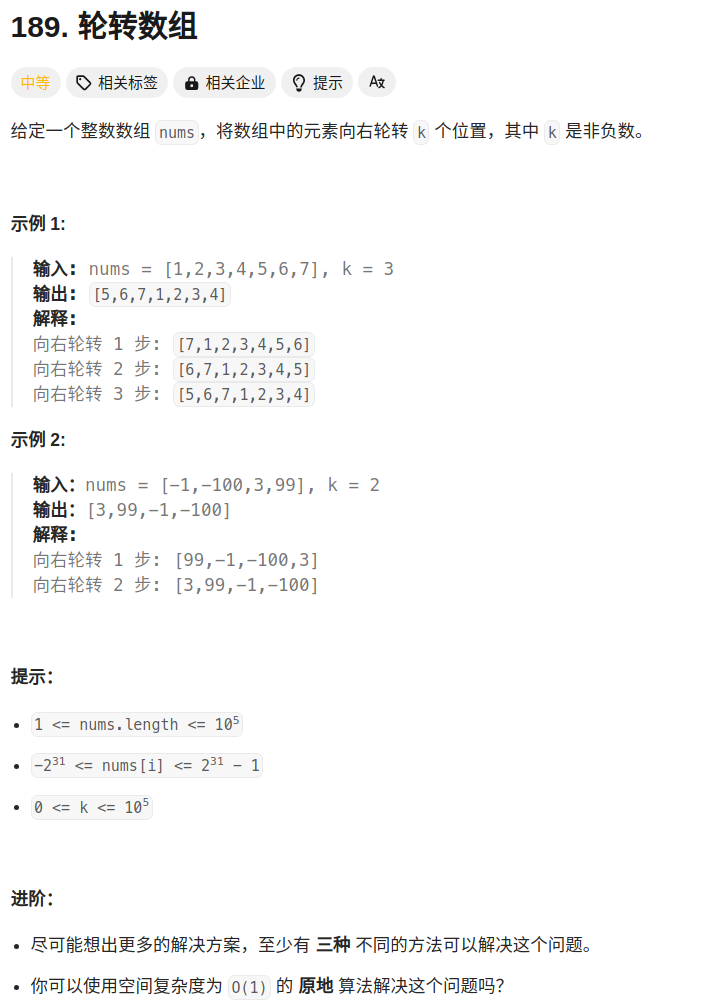 189. 轮转数组
中等 相关标签 相关企业 提示
给定一个整数数组 nums，将数组中的元素向右轮转 k 个位置，其中 k 是非负数。
示例 1:
输入: nums = [1,2,3,4,5,6,7], k = 3
输出: [5,6,7,1,2,3,4]
解释:
向右轮转 1 步: [7,1,2,3,4,5,6]
向右轮转 2 步: [6,7,1,2,3,4,5]
向右轮转 3 步: [5,6,7,1,2,3,4]
示例 2:
输入：nums = [-1,-100,3,99], k = 2
输出：[3,99,-1,-100]
解释:
向右轮转 1 步: [99,-1,-100,3]
向右轮转 2 步: [3,99,-1,-100]
提示：
1 <= nums.length <= 10⁵
-2³¹ <= nums[i] <= 2³¹ - 1
0 <= k <= 10⁵
进阶：
尽可能想出更多的解决方案，至少有 三种 不同的方法可以解决这个问题。
你可以使用空间复杂度为 O(1) 的 原地 算法解决这个问题吗？